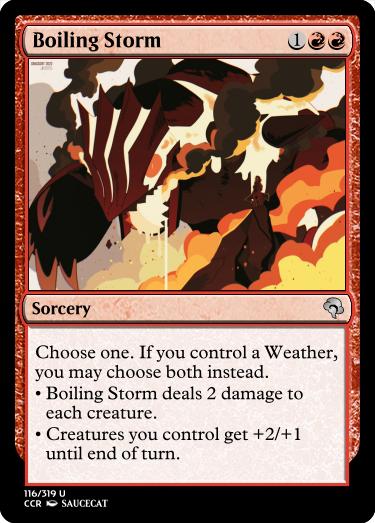 Boiling Storm 1
Sorcery
Choose one. If you control a Weather,
you may choose both instead.
• Boiling Storm deals 2 damage to
each creature.
• Creatures you control get +2/+1
until end of turn.
116/319 U
CCR SAUCECAT